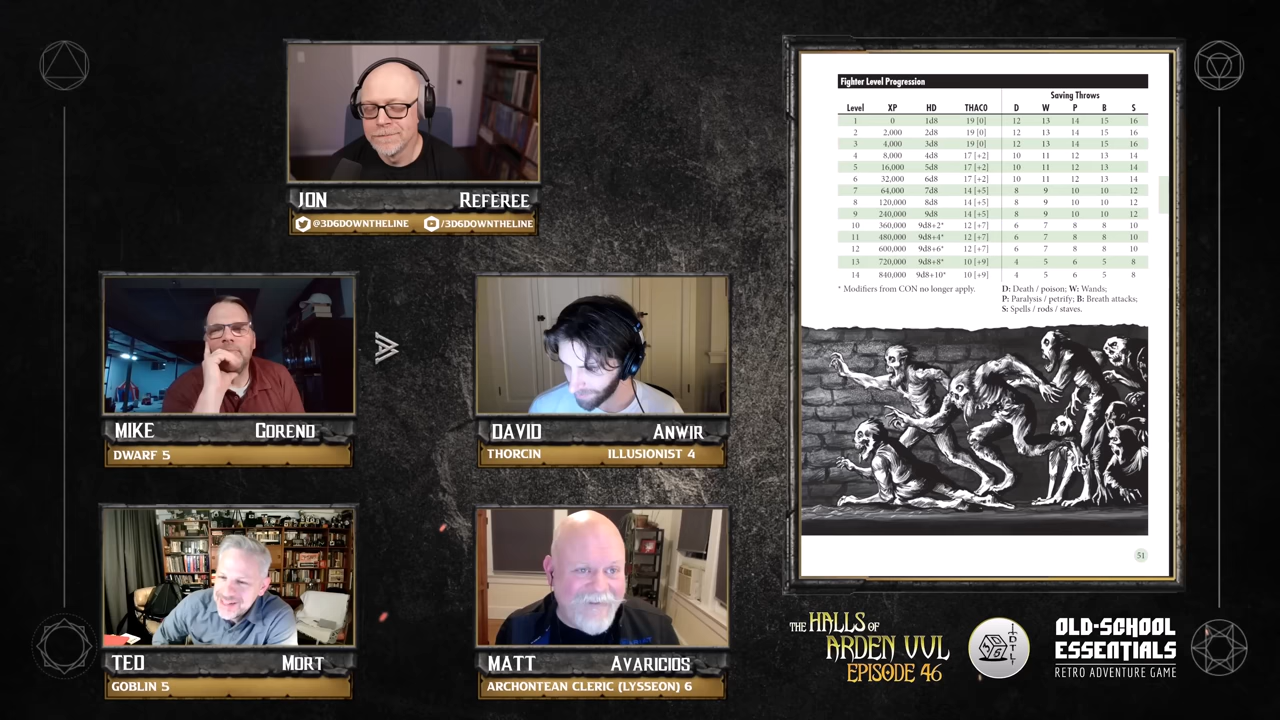 JON REFEREE
@3D6DOWNTHELINE /3D6DOWNTHELINE
MIKE GOREND
DWARF 5
DAVID ANWIR
THORCIN ILLUSIONIST 4
TED MORT
GOBLIN 5
MATT AVARICIOS
ARCHONTEAN CLERIC (LYSSEON) 6
Fighter Level Progression
Saving Throws
Level XP HD THAC0 D W P B S
1 0 1d8 19 [0] 12 13 14 15 16
2 2,000 2d8 19 [0] 12 13 14 15 16
3 4,000 3d8 19 [0] 12 13 14 15 16
4 8,000 4d8 17 [+2] 10 11 12 13 14
5 16,000 5d8 17 [+2] 10 11 12 13 14
6 32,000 6d8 17 [+2] 10 11 12 13 14
7 64,000 7d8 14 [+5] 8 9 10 10 12
8 120,000 8d8 14 [+5] 8 9 10 10 12
9 240,000 9d8 14 [+5] 8 9 10 10 12
10 360,000 9d8+2* 12 [+7] 6 7 8 8 10
11 480,000 9d8+4* 12 [+7] 6 7 8 8 10
12 600,000 9d8+6* 12 [+7] 6 7 8 8 10
13 720,000 9d8+8* 10 [+9] 4 5 6 5 8
14 840,000 9d8+10* 10 [+9] 4 5 6 5 8
* Modifiers from CON no longer apply.
D: Death / poison; W: Wands;
P: Paralysis / petrify; B: Breath attacks;
S: Spells / rods / staves.
51
THE HALLS OF
ARDEN VUL
EPISODE 46
3D6
DTLT
OLD-SCHOOL
ESSENTIALS
RETRO ADVENTURE GAME